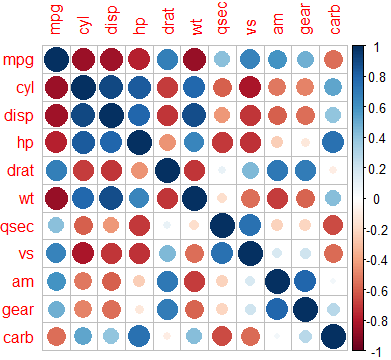 mpg cyl disp hp drat wt qsec vs am gear carb
mpg
cyl
disp
hp
drat
wt
qsec
vs
am
gear
carb
1
0.8
0.6
0.4
0.2
0
-0.2
-0.4
-0.6
-0.8
-1